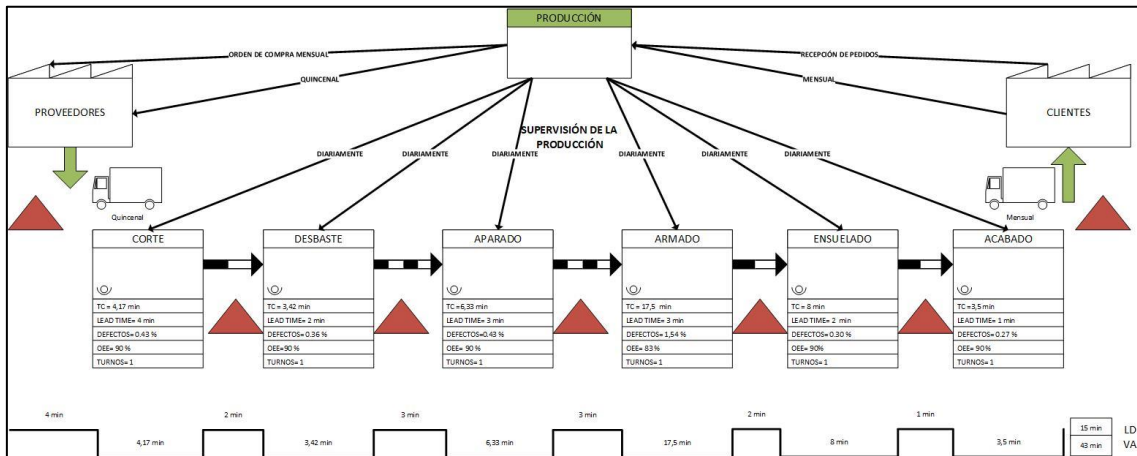 PRODUCCIÓN
ORDEN DE COMPRA MENSUAL
RECEPCIÓN DE PEDIDOS
QUINCENAL
MENSUAL
PROVEEDORES
CLIENTES
SUPERVISIÓN DE LA
PRODUCCIÓN
DIARIAMENTE
DIARIAMENTE
DIARIAMENTE
DIARIAMENTE
DIARIAMENTE
DIARIAMENTE
Quincenal
Mensual
CORTE
TC = 4,17 min
LEAD TIME= 4 min
DEFECTOS=0.43 %
OEE= 90 %
TURNOS= 1
DESBASTE
TC = 3,42 min
LEAD TIME= 2 min
DEFECTOS= 0.36 %
OEE=90 %
TURNOS= 1
APARADO
TC =6,33 min
LEAD TIME= 3 min
DEFECTOS=0.43 %
OEE= 90 %
TURNOS= 1
ARMADO
TC = 17,5 min
LEAD TIME= 3 min
DEFECTOS= 1,54 %
OEE= 83 %
TURNOS= 1
ENSUELADO
TC = 8 min
LEAD TIME= 2 min
DEFECTOS= 0.30 %
OEE= 90%
TURNOS= 1
ACABADO
TC =3,5 min
LEAD TIME= 1 min
DEFECTOS= 0.27 %
OEE= 90 %
TURNOS= 1
4 min
2 min
3 min
3 min
2 min
1 min
4,17 min
3,42 min
6,33 min
17,5 min
8 min
3,5 min
15 min
43 min
LD
VA